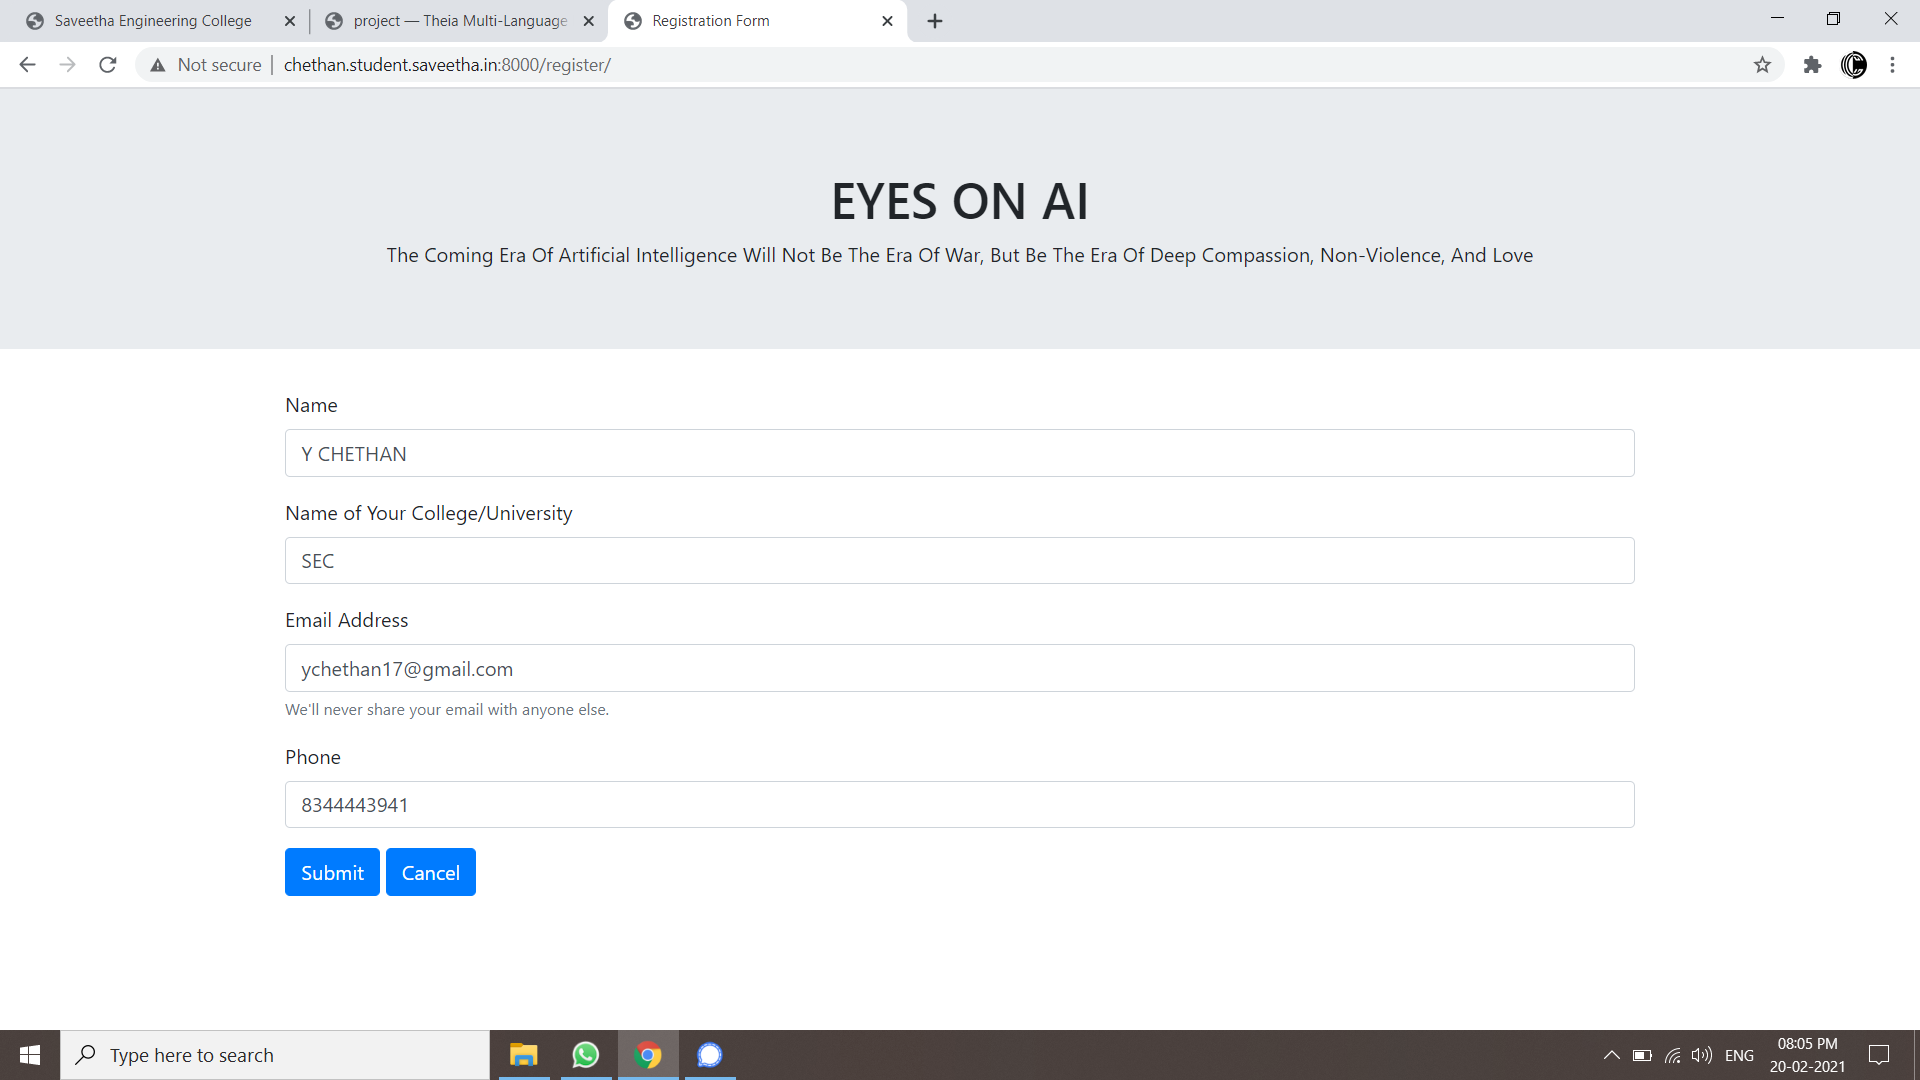 Saveetha Engineering College
project — Theia Multi-Language
Registration Form
Not secure
chethan.student.saveetha.in:8000/register/
EYES ON AI
The Coming Era Of Artificial Intelligence Will Not Be The Era Of War, But Be The Era Of Deep Compassion, Non-Violence, And Love
Name
Y CHETHAN
Name of Your College/University
SEC
Email Address
ychethan17@gmail.com
We'll never share your email with anyone else.
Phone
8344443941
Submit Cancel
Type here to search
ENG
08:05 PM
20-02-2021